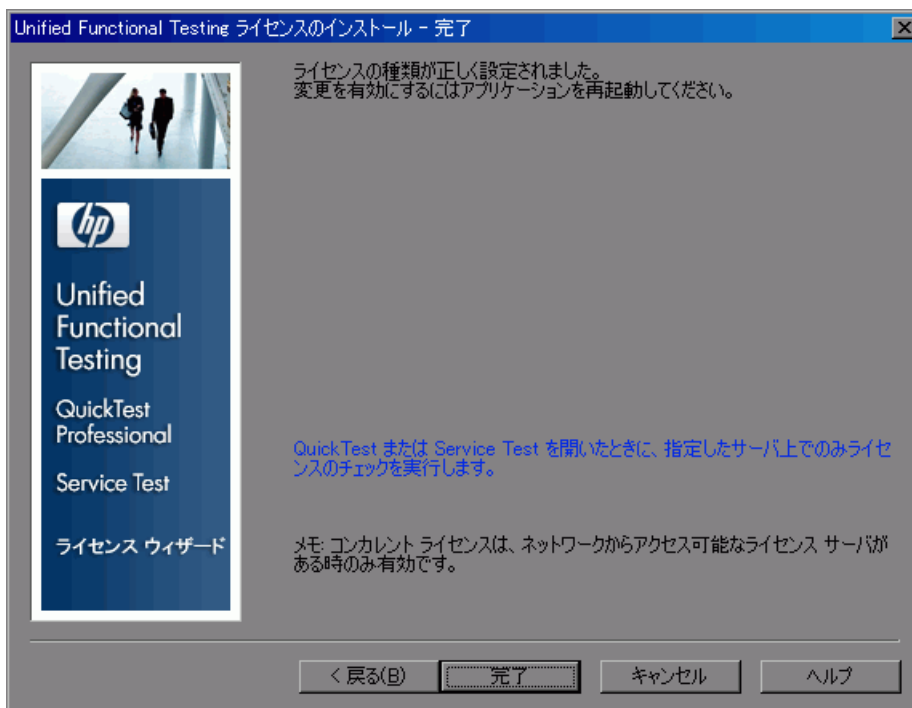 Unified Functional Testing ライセンスのインストール - 完了
ライセンスの種類が正しく設定されました。
変更を有効にするにはアプリケーションを再起動してください。
hp
Unified
Functional
Testing
QuickTest
Professional
Service Test
ライセンス ウィザード
QuickTest または Service Test を開いたときに、指定したサーバ上でのみライセ
ンスのチェックを実行します。
メモ: コンカレント ライセンスは、ネットワークからアクセス可能なライセンス サーバが
ある時のみ有効です。
< 戻る(B)
完了
キャンセル
ヘルプ